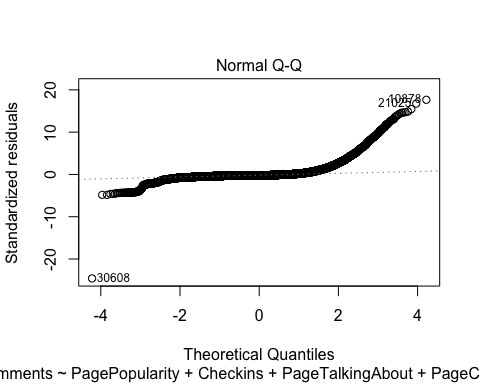 Normal Q-Q
Standardized residuals
20
10
0
-10
-20
10878
21025
30608
-4 -2 0 2 4
Theoretical Quantiles
mments ~ PagePopularity + Checkins + PageTalkingAbout + PageC